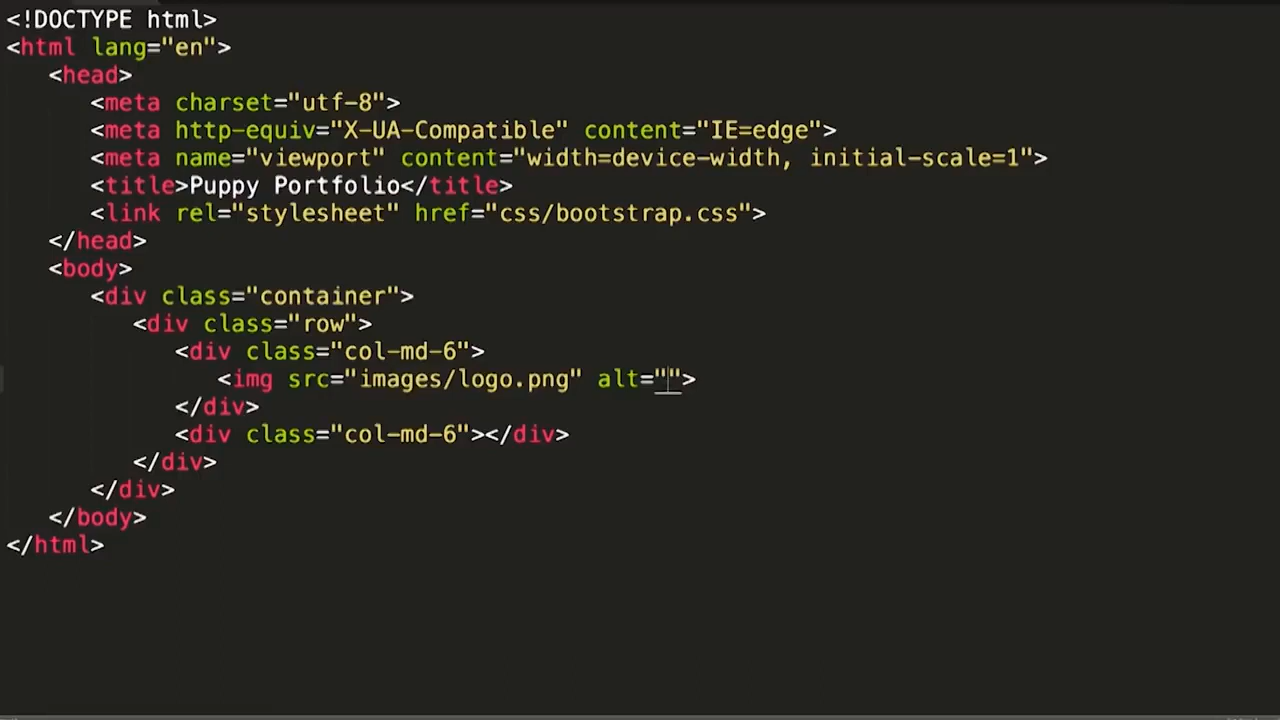 <!DOCTYPE html>
<html lang="en">
<head>
<meta charset="utf-8">
<meta http-equiv="X-UA-Compatible" content="IE=edge">
<meta name="viewport" content="width=device-width, initial-scale=1">
<title>Puppy Portfolio</title>
<link rel="stylesheet" href="css/bootstrap.css">
</head>
<body>
<div class="container">
<div class="row">
<div class="col-md-6">
<img src="images/logo.png" alt="">
</div>
<div class="col-md-6"></div>
</div>
</div>
</body>
</html>